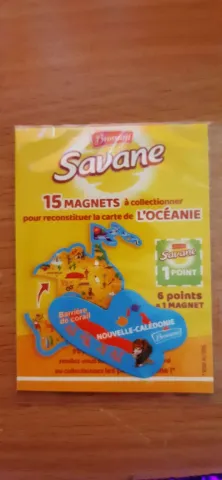 Brossard
Savane
15 MAGNETS à collectionner
pour reconstituer la carte de L'OCÉANIE
Savane
1 POINT
6 points
= 1 MAGNET
Barrière
de corail
NOUVELLE-CALÉDONIE
Brossard